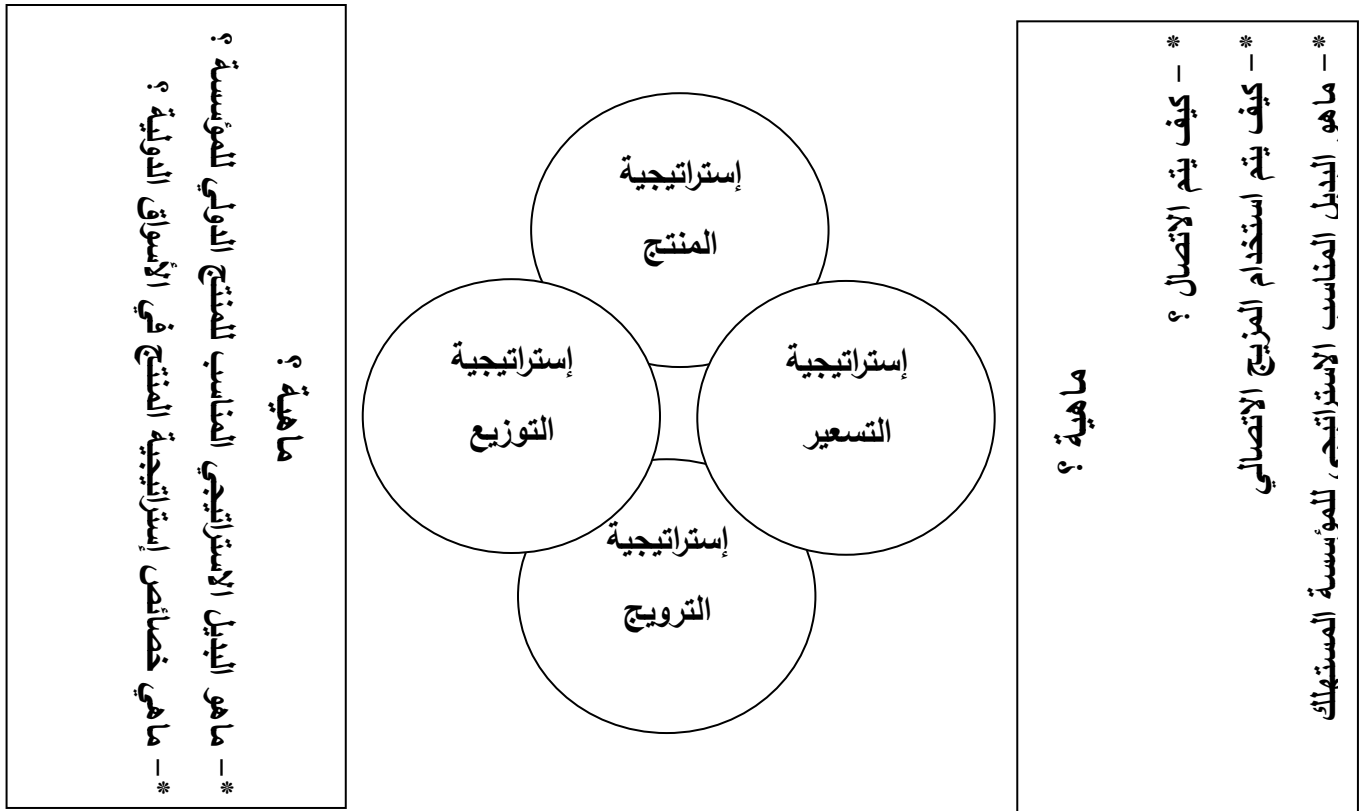 * – ماهو البديل المناسب الاستراتيجي للمؤسسة المستهلك
* – كيف يتم استخدام المزيج الاتصالي
* – كيف يتم الاتصال ؟
ماهية ؟
إستراتيجية
المنتج
إستراتيجية
التسعير
إستراتيجية
التوزيع
إستراتيجية
الترويج
ماهية ؟
* – ماهو البديل الاستراتيجي المناسب للمنتج الدولي للمؤسسة ؟
* – ماهي خصائص إستراتيجية المنتج في الأسواق الدولية ؟